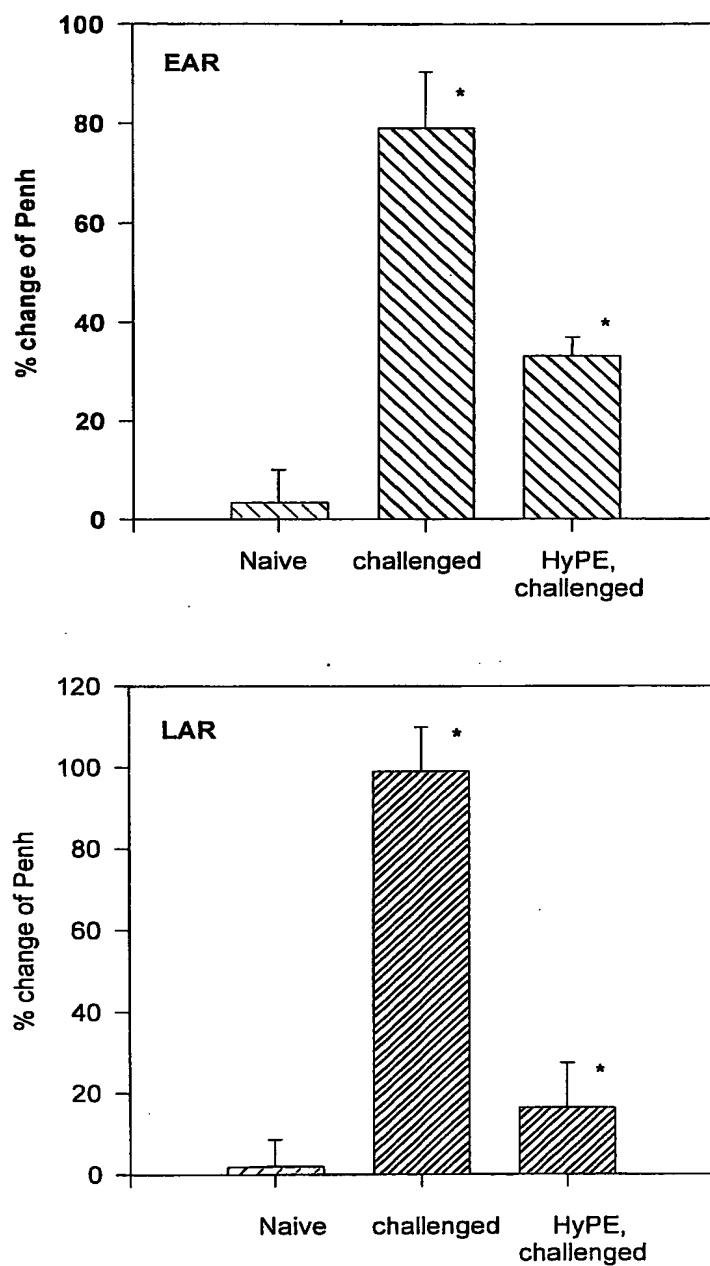 100
EAR
80
60
40
20
0
% change of Penh
*
*
Naive
challenged
HyPE,
challenged
120
LAR
100
80
60
40
20
0
% change of Penh
*
*
Naive
challenged
HyPE,
challenged